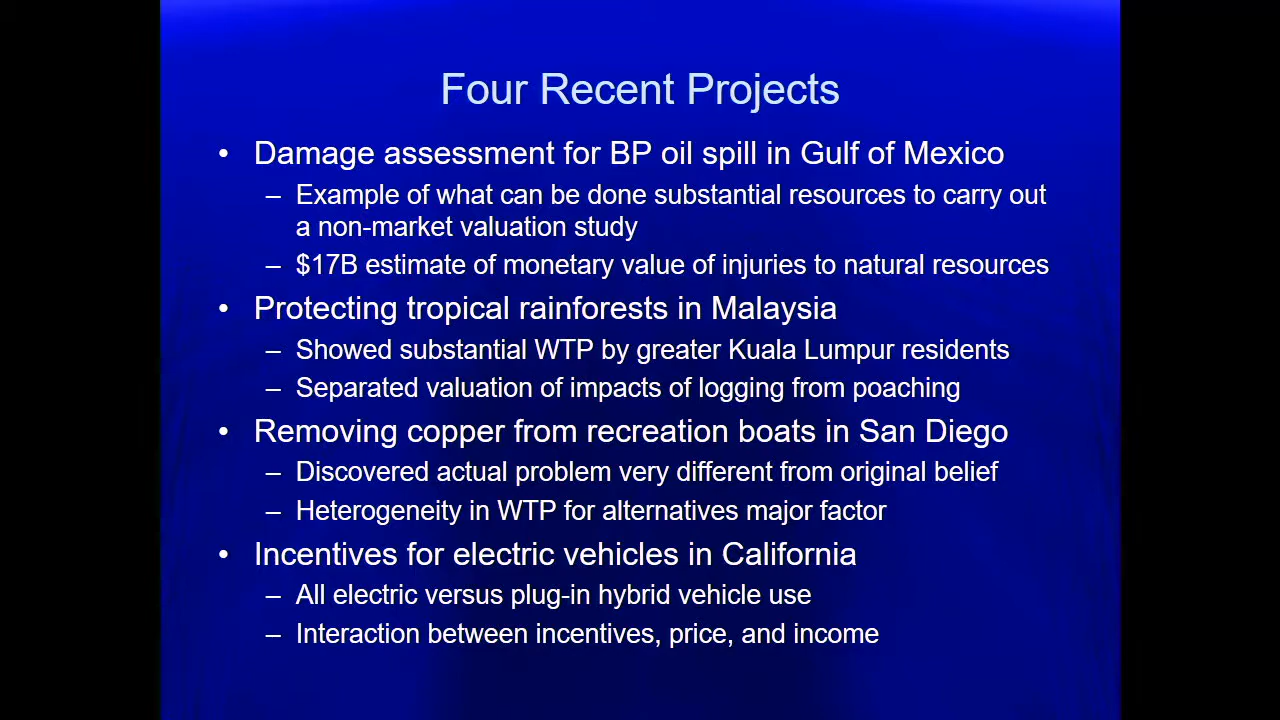 Four Recent Projects
• Damage assessment for BP oil spill in Gulf of Mexico
– Example of what can be done substantial resources to carry out
a non-market valuation study
– $17B estimate of monetary value of injuries to natural resources
• Protecting tropical rainforests in Malaysia
– Showed substantial WTP by greater Kuala Lumpur residents
– Separated valuation of impacts of logging from poaching
• Removing copper from recreation boats in San Diego
– Discovered actual problem very different from original belief
– Heterogeneity in WTP for alternatives major factor
• Incentives for electric vehicles in California
– All electric versus plug-in hybrid vehicle use
– Interaction between incentives, price, and income